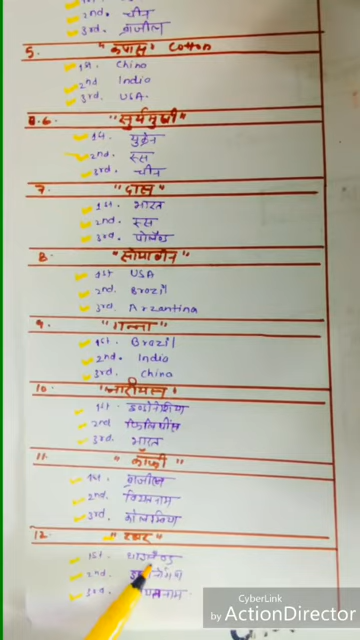 2nd. चीन
3rd. ब्राजील
5. "कपास" Cotton
1st. China
2nd India
3rd. USA.
6. "सुर्यमुखी"
1st. युक्रेन
2nd. रूस
3rd. चीन
7. "दाल"
1st. भारत
2nd. रूस
3rd. पोलैंड
8. "सोयाबीन"
1st USA
2nd. Brazil
3rd. Arzantina
9. "गन्ना"
1st. Brazil
2nd. India
3rd. China
10. "नारीयल"
1st. इण्डोनेशिया
2nd फिलिपींस
3rd. भारत
11. "कॉफी"
1st. ब्राजील
2nd. वियतनाम
3rd. कोलम्बिया
12. "रबर"
1st. थाईलैण्ड
2nd.
3rd.
CyberLink
by ActionDirector